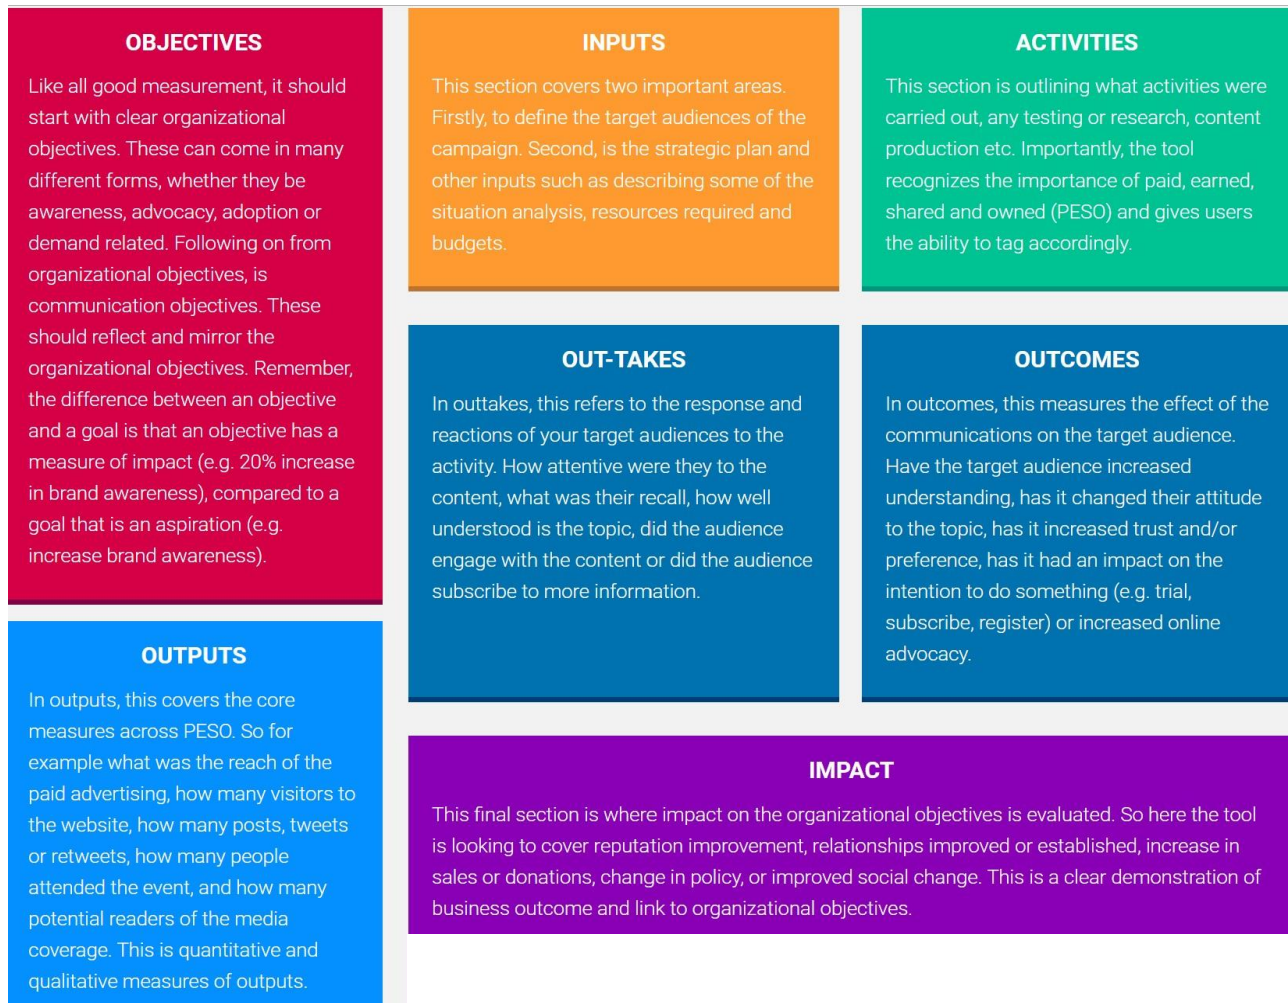 OBJECTIVES
Like all good measurement, it should
start with clear organizational
objectives. These can come in many
different forms, whether they be
awareness, advocacy, adoption or
demand related. Following on from
organizational objectives, is
communication objectives. These
should reflect and mirror the
organizational objectives. Remember,
the difference between an objective
and a goal is that an objective has a
measure of impact (e.g. 20% increase
in brand awareness), compared to a
goal that is an aspiration (e.g.
increase brand awareness).
INPUTS
This section covers two important areas.
Firstly, to define the target audiences of the
campaign. Second, is the strategic plan and
other inputs such as describing some of the
situation analysis, resources required and
budgets.
ACTIVITIES
This section is outlining what activities were
carried out, any testing or research, content
production etc. Importantly, the tool
recognizes the importance of paid, earned,
shared and owned (PESO) and gives users
the ability to tag accordingly.
OUTPUTS
In outputs, this covers the core
measures across PESO. So for
example what was the reach of the
paid advertising, how many visitors to
the website, how many posts, tweets
or retweets, how many people
attended the event, and how many
potential readers of the media
coverage. This is quantitative and
qualitative measures of outputs.
OUT-TAKES
In outtakes, this refers to the response and
reactions of your target audiences to the
activity. How attentive were they to the
content, what was their recall, how well
understood is the topic, did the audience
engage with the content or did the audience
subscribe to more information.
OUTCOMES
In outcomes, this measures the effect of the
communications on the target audience.
Have the target audience increased
understanding, has it changed their attitude
to the topic, has it increased trust and/or
preference, has it had an impact on the
intention to do something (e.g. trial,
subscribe, register) or increased online
advocacy.
IMPACT
This final section is where impact on the organizational objectives is evaluated. So here the tool
is looking to cover reputation improvement, relationships improved or established, increase in
sales or donations, change in policy, or improved social change. This is a clear demonstration of
business outcome and link to organizational objectives.